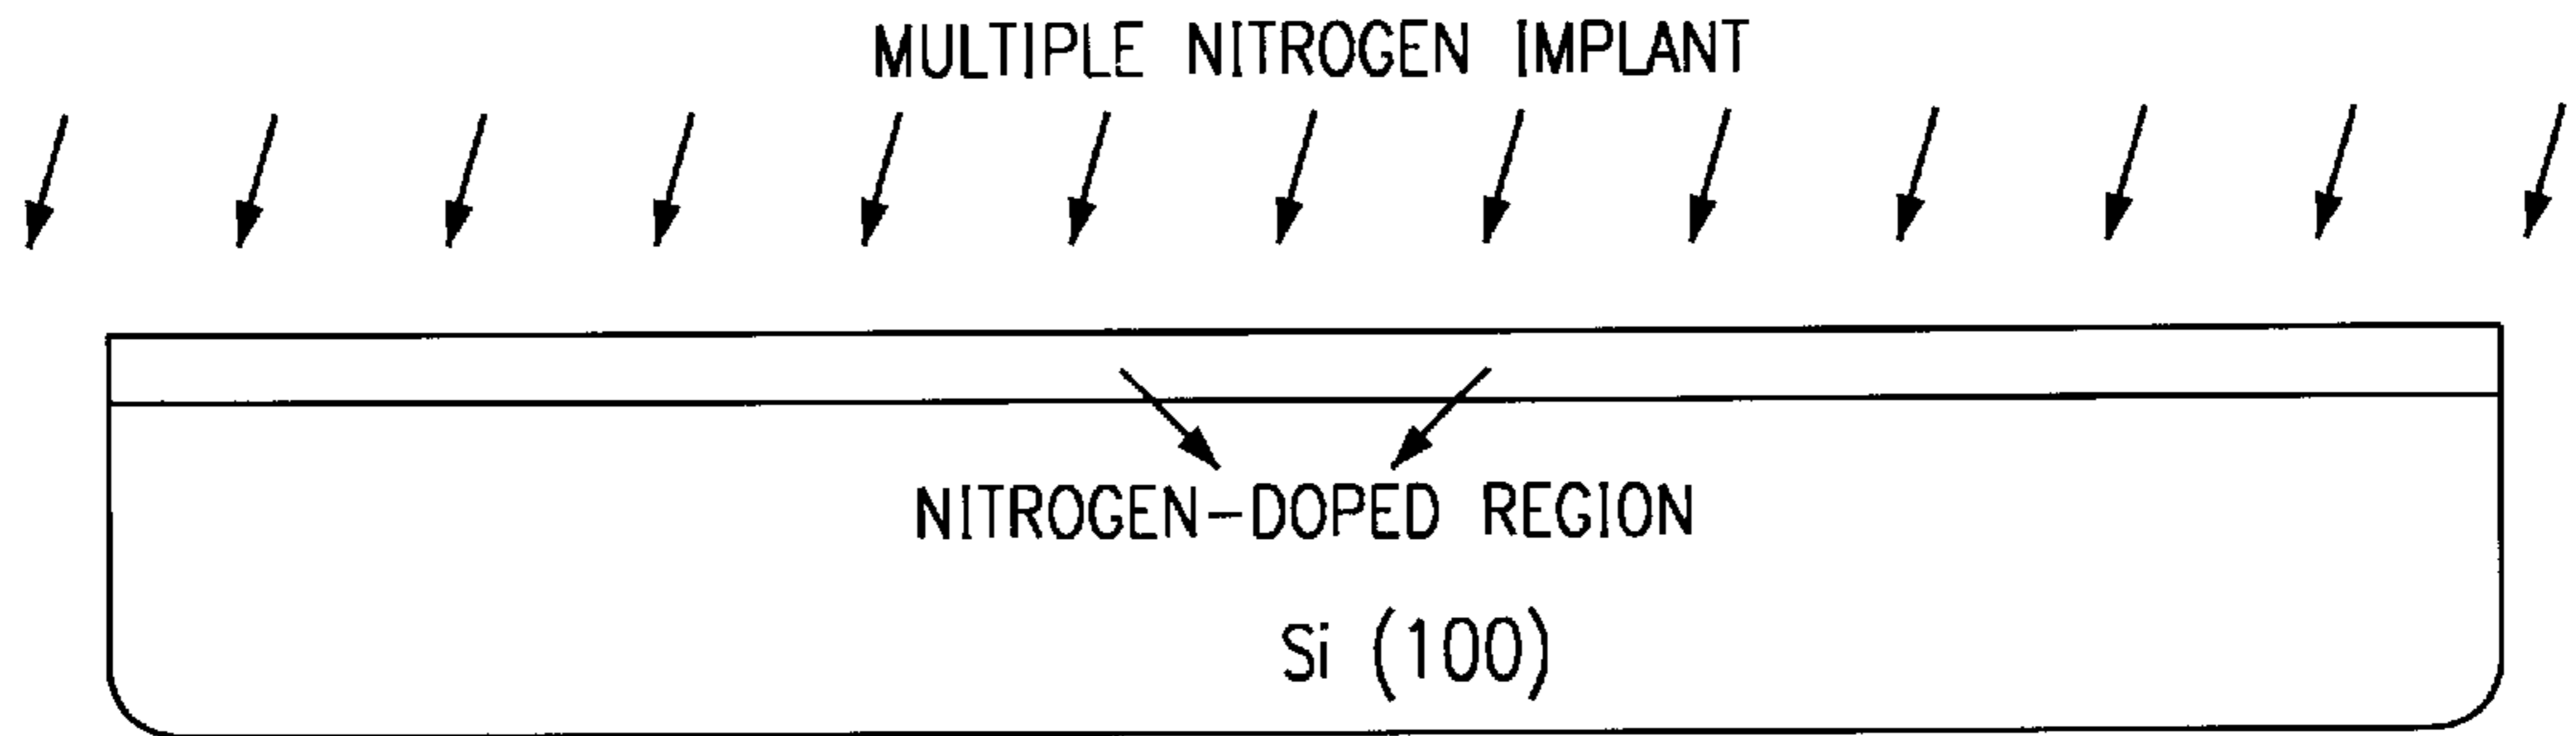 MULTIPLE NITROGEN IMPLANT
NITROGEN-DOPED REGION
Si (100)